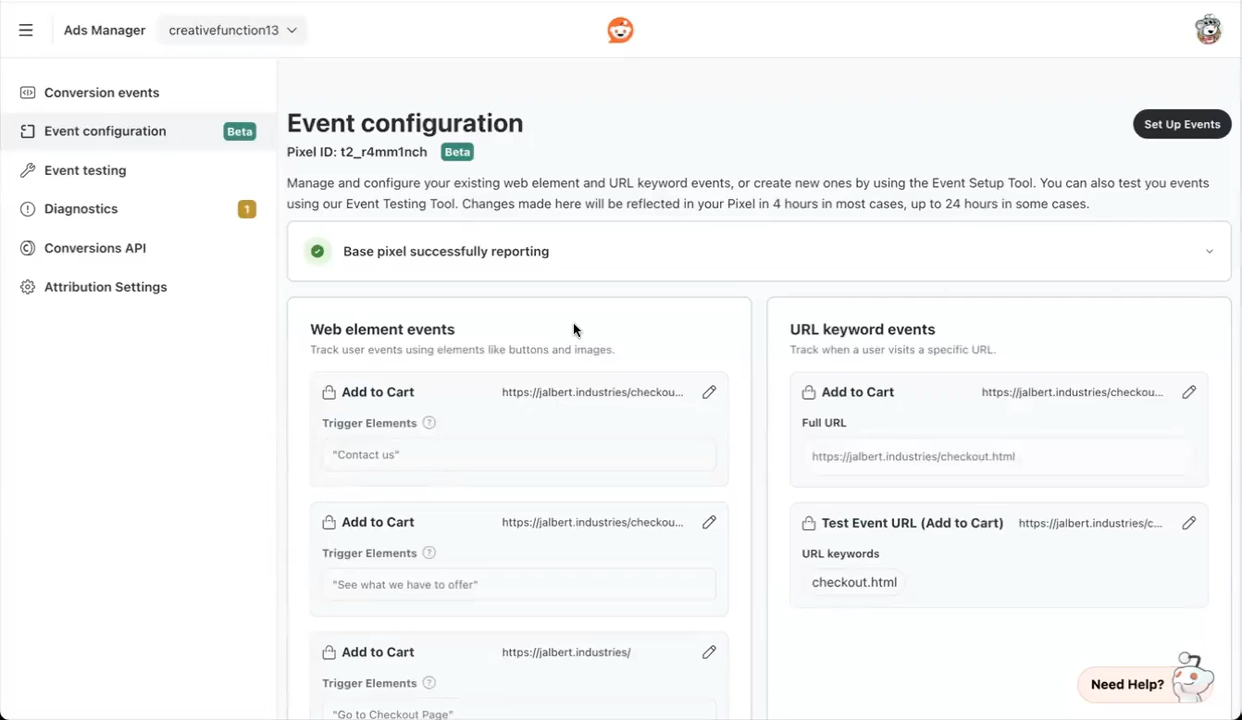 Ads Manager
creativefunction13
Conversion events
Event configuration
Beta
Event testing
Diagnostics
1
Conversions API
Attribution Settings
Event configuration
Set Up Events
Pixel ID: t2_r4mm1nch
Beta
Manage and configure your existing web element and URL keyword events, or create new ones by using the Event Setup Tool. You can also test you events
using our Event Testing Tool. Changes made here will be reflected in your Pixel in 4 hours in most cases, up to 24 hours in some cases.
Base pixel successfully reporting
Web element events
Track user events using elements like buttons and images.
Add to Cart
https://jalbert.industries/checkou...
Trigger Elements ?
"Contact us"
Add to Cart
https://jalbert.industries/checkou...
Trigger Elements ?
"See what we have to offer"
Add to Cart
https://jalbert.industries/
Trigger Elements ?
"Go to Checkout Page"
URL keyword events
Track when a user visits a specific URL.
Add to Cart
https://jalbert.industries/checkou...
Full URL
https://jalbert.industries/checkout.html
Test Event URL (Add to Cart)
https://jalbert.industries/c...
URL keywords
checkout.html
Need Help?